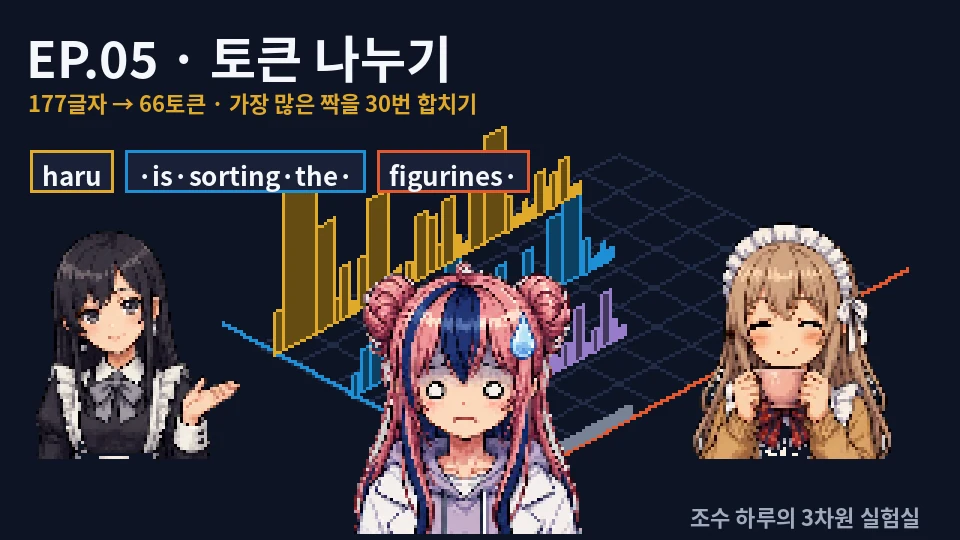 EP.05 · 토큰 나누기
177글자 → 66토큰 · 가장 많은 짝을 30번 합치기
haru ·is·sorting·the· figurines·
조수 하루의 3차원 실험실